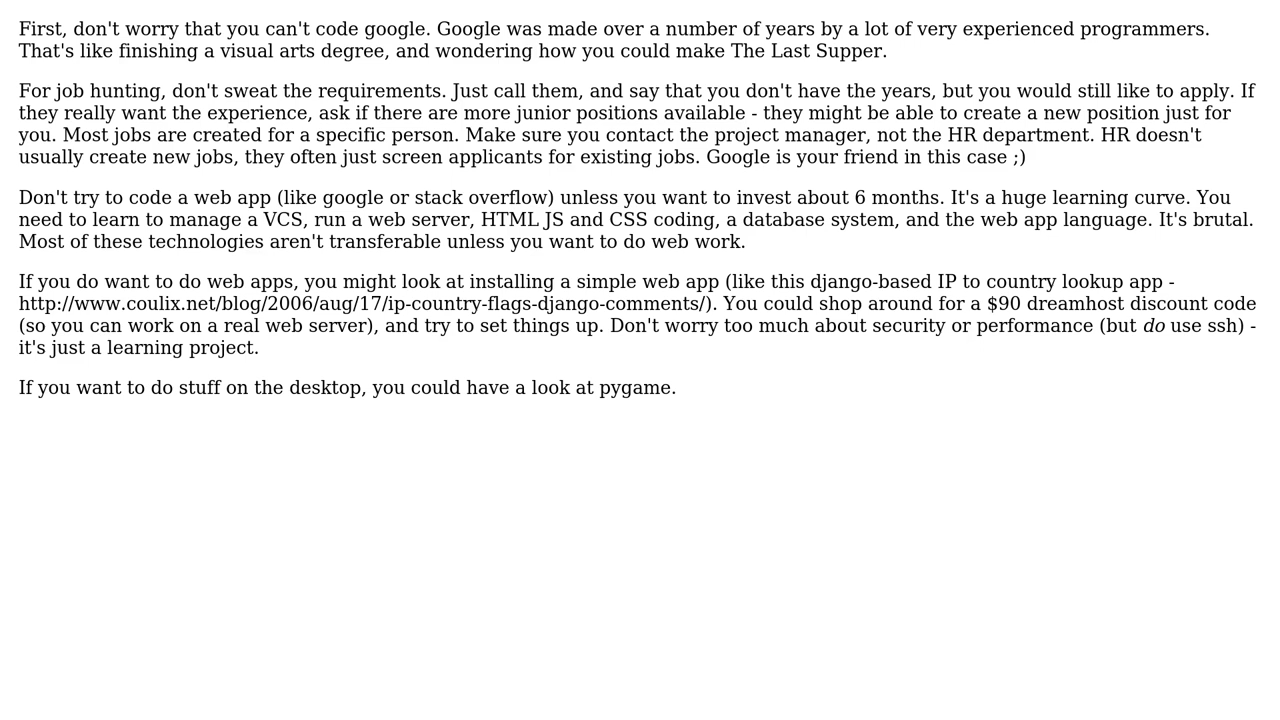 First, don't worry that you can't code google. Google was made over a number of years by a lot of very experienced programmers.
That's like finishing a visual arts degree, and wondering how you could make The Last Supper.
For job hunting, don't sweat the requirements. Just call them, and say that you don't have the years, but you would still like to apply. If
they really want the experience, ask if there are more junior positions available - they might be able to create a new position just for
you. Most jobs are created for a specific person. Make sure you contact the project manager, not the HR department. HR doesn't
usually create new jobs, they often just screen applicants for existing jobs. Google is your friend in this case ;)
Don't try to code a web app (like google or stack overflow) unless you want to invest about 6 months. It's a huge learning curve. You
need to learn to manage a VCS, run a web server, HTML JS and CSS coding, a database system, and the web app language. It's brutal.
Most of these technologies aren't transferable unless you want to do web work.
If you do want to do web apps, you might look at installing a simple web app (like this django-based IP to country lookup app -
http://www.coulix.net/blog/2006/aug/17/ip-country-flags-django-comments/). You could shop around for a $90 dreamhost discount code
(so you can work on a real web server), and try to set things up. Don't worry too much about security or performance (but do use ssh) -
it's just a learning project.
If you want to do stuff on the desktop, you could have a look at pygame.